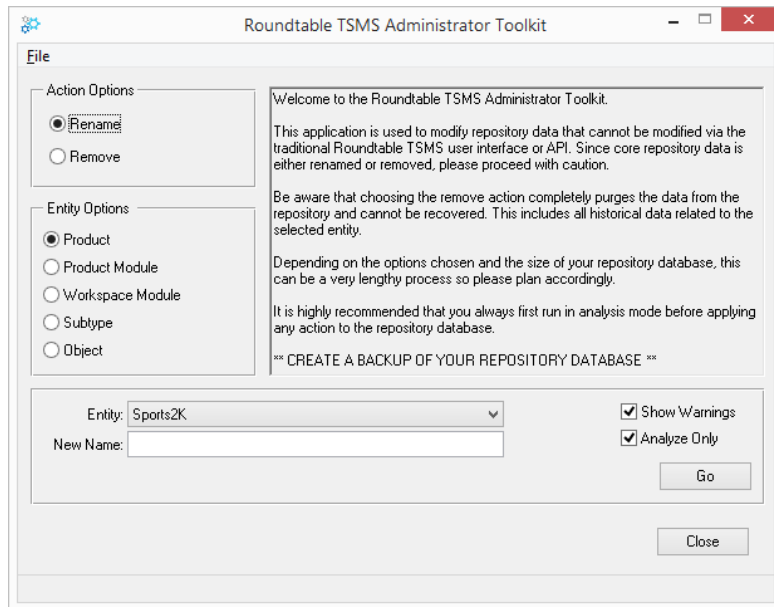 Roundtable TSMS Administrator Toolkit
File
Action Options
Rename
Remove
Entity Options
Product
Product Module
Workspace Module
Subtype
Object
Welcome to the Roundtable TSMS Administrator Toolkit.
This application is used to modify repository data that cannot be modified via the
traditional Roundtable TSMS user interface or API. Since core repository data is
either renamed or removed, please proceed with caution.
Be aware that choosing the remove action completely purges the data from the
repository and cannot be recovered. This includes all historical data related to the
selected entity.
Depending on the options chosen and the size of your repository database, this
can be a very lengthy process so please plan accordingly.
It is highly recommended that you always first run in analysis mode before applying
any action to the repository database.
** CREATE A BACKUP OF YOUR REPOSITORY DATABASE **
Entity: Sports2K
New Name:
Show Warnings
Analyze Only
Go
Close